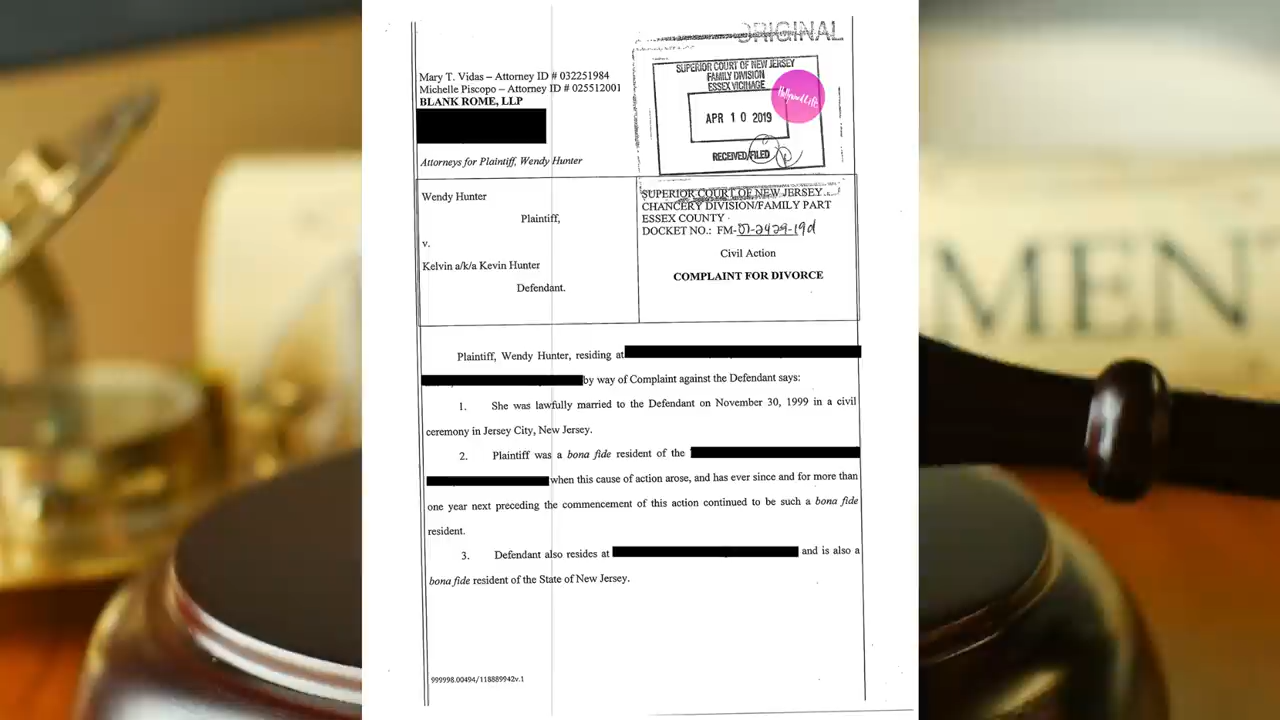 ORIGINAL
Mary T. Vidas – Attorney ID # 032251984
Michelle Piscopo – Attorney ID # 025512001
BLANK ROME, LLP
Attorneys for Plaintiff, Wendy Hunter
SUPERIOR COURT OF NEW JERSEY
FAMILY DIVISION
ESSEX VICINAGE
HollywoodLife
APR 10 2019
RECEIVED/FILED
Wendy Hunter
Plaintiff,
v.
Kelvin a/k/a Kevin Hunter
Defendant.
SUPERIOR COURT OF NEW JERSEY
CHANCERY DIVISION/FAMILY PART
ESSEX COUNTY
DOCKET NO.: FM-07-2429-19d
Civil Action
COMPLAINT FOR DIVORCE
Plaintiff, Wendy Hunter, residing at
by way of Complaint against the Defendant says:
1. She was lawfully married to the Defendant on November 30, 1999 in a civil
ceremony in Jersey City, New Jersey.
2. Plaintiff was a bona fide resident of the
when this cause of action arose, and has ever since and for more than
one year next preceding the commencement of this action continued to be such a bona fide
resident.
3. Defendant also resides at and is also a
bona fide resident of the State of New Jersey.
999998.00494/118889942v.1
MENT